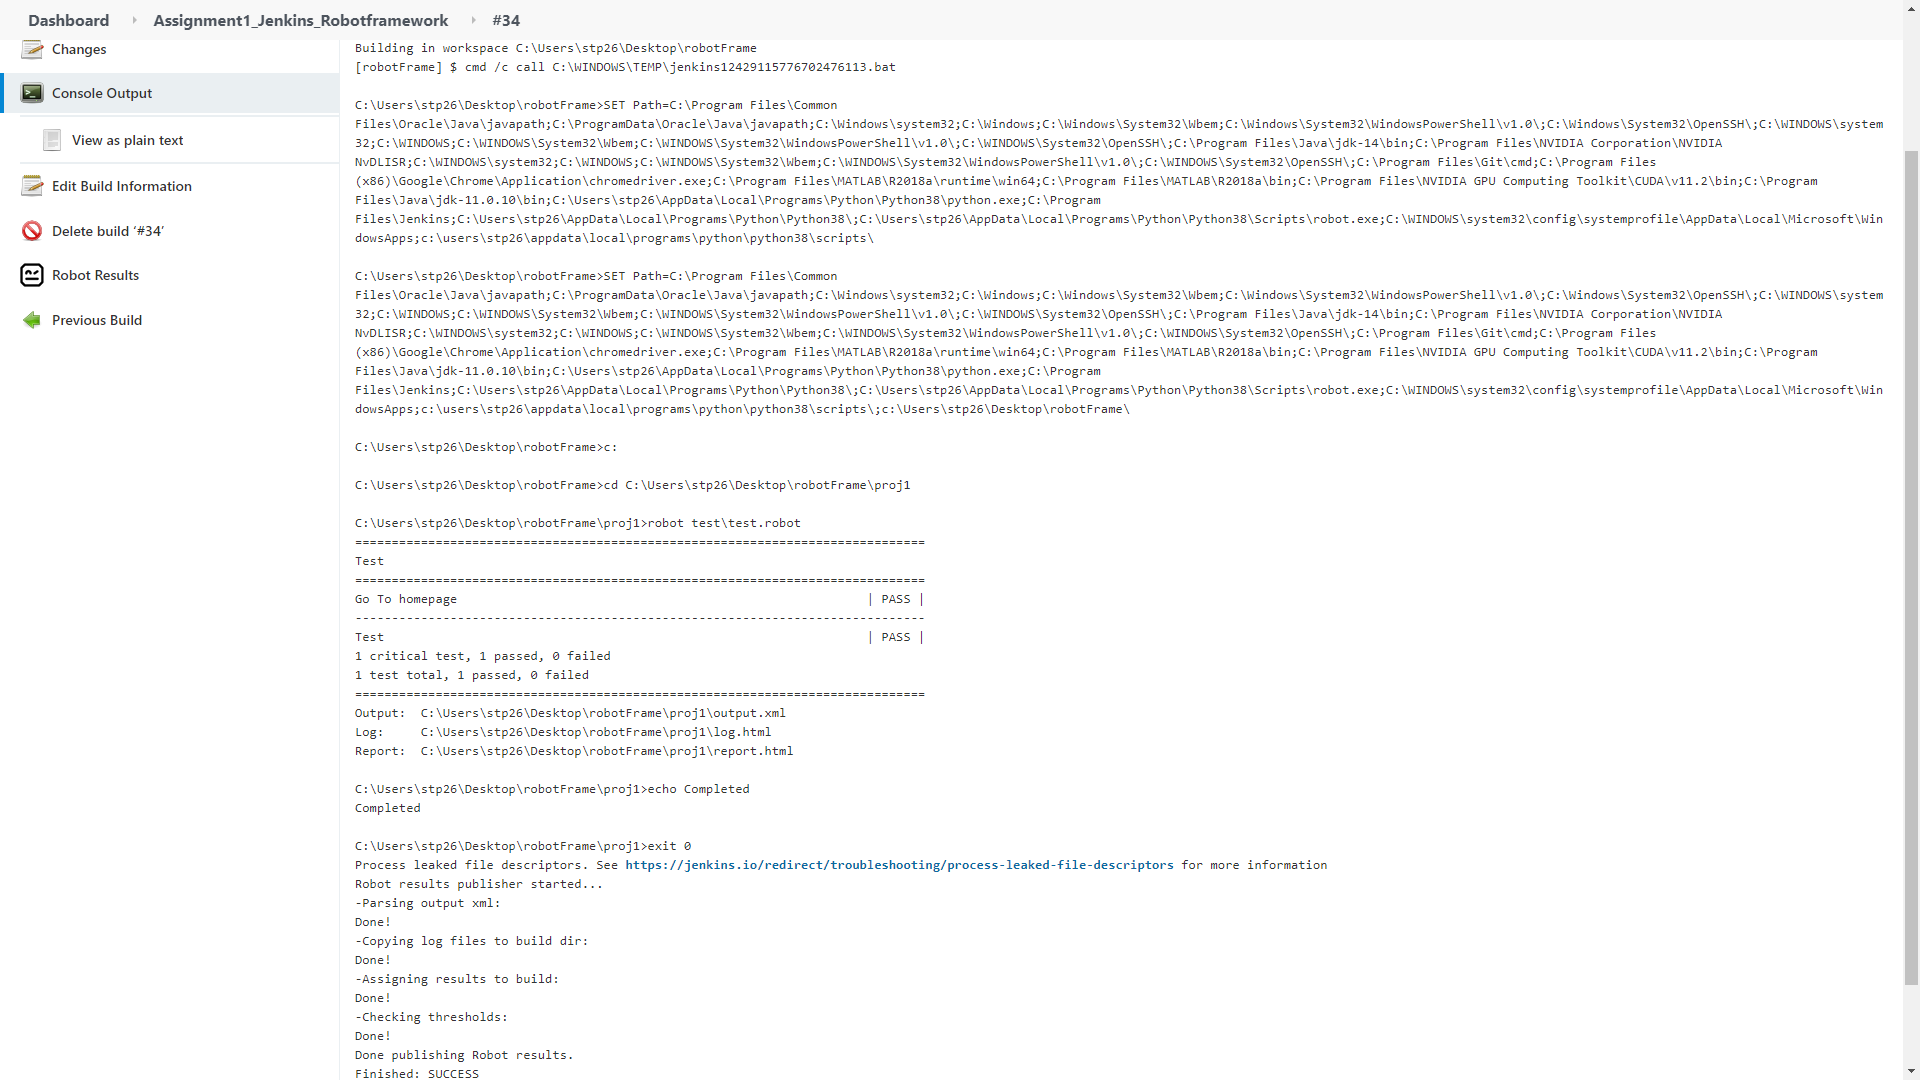 Dashboard Assignment1_Jenkins_Robotframework #34
Changes
Console Output
View as plain text
Edit Build Information
Delete build ‘#34’
Robot Results
Previous Build
Building in workspace C:\Users\stp26\Desktop\robotFrame
[robotFrame] $ cmd /c call C:\WINDOWS\TEMP\jenkins12429115776702476113.bat
C:\Users\stp26\Desktop\robotFrame>SET Path=C:\Program Files\Common
Files\Oracle\Java\javapath;C:\ProgramData\Oracle\Java\javapath;C:\Windows\system32;C:\Windows;C:\Windows\System32\Wbem;C:\Windows\System32\WindowsPowerShell\v1.0\;C:\Windows\System32\OpenSSH\;C:\WINDOWS\system
32;C:\WINDOWS;C:\WINDOWS\System32\Wbem;C:\WINDOWS\System32\WindowsPowerShell\v1.0\;C:\WINDOWS\System32\OpenSSH\;C:\Program Files\Java\jdk-14\bin;C:\Program Files\NVIDIA Corporation\NVIDIA
NvDLISR;C:\WINDOWS\system32;C:\WINDOWS;C:\WINDOWS\System32\Wbem;C:\WINDOWS\System32\WindowsPowerShell\v1.0\;C:\WINDOWS\System32\OpenSSH\;C:\Program Files\Git\cmd;C:\Program Files
(x86)\Google\Chrome\Application\chromedriver.exe;C:\Program Files\MATLAB\R2018a\runtime\win64;C:\Program Files\MATLAB\R2018a\bin;C:\Program Files\NVIDIA GPU Computing Toolkit\CUDA\v11.2\bin;C:\Program
Files\Java\jdk-11.0.10\bin;C:\Users\stp26\AppData\Local\Programs\Python\Python38\python.exe;C:\Program
Files\Jenkins;C:\Users\stp26\AppData\Local\Programs\Python\Python38\;C:\Users\stp26\AppData\Local\Programs\Python\Python38\Scripts\robot.exe;C:\WINDOWS\system32\config\systemprofile\AppData\Local\Microsoft\Win
dowsApps;c:\users\stp26\appdata\local\programs\python\python38\scripts\
C:\Users\stp26\Desktop\robotFrame>SET Path=C:\Program Files\Common
Files\Oracle\Java\javapath;C:\ProgramData\Oracle\Java\javapath;C:\Windows\system32;C:\Windows;C:\Windows\System32\Wbem;C:\Windows\System32\WindowsPowerShell\v1.0\;C:\Windows\System32\OpenSSH\;C:\WINDOWS\system
32;C:\WINDOWS;C:\WINDOWS\System32\Wbem;C:\WINDOWS\System32\WindowsPowerShell\v1.0\;C:\WINDOWS\System32\OpenSSH\;C:\Program Files\Java\jdk-14\bin;C:\Program Files\NVIDIA Corporation\NVIDIA
NvDLISR;C:\WINDOWS\system32;C:\WINDOWS;C:\WINDOWS\System32\Wbem;C:\WINDOWS\System32\WindowsPowerShell\v1.0\;C:\WINDOWS\System32\OpenSSH\;C:\Program Files\Git\cmd;C:\Program Files
(x86)\Google\Chrome\Application\chromedriver.exe;C:\Program Files\MATLAB\R2018a\runtime\win64;C:\Program Files\MATLAB\R2018a\bin;C:\Program Files\NVIDIA GPU Computing Toolkit\CUDA\v11.2\bin;C:\Program
Files\Java\jdk-11.0.10\bin;C:\Users\stp26\AppData\Local\Programs\Python\Python38\python.exe;C:\Program
Files\Jenkins;C:\Users\stp26\AppData\Local\Programs\Python\Python38\;C:\Users\stp26\AppData\Local\Programs\Python\Python38\Scripts\robot.exe;C:\WINDOWS\system32\config\systemprofile\AppData\Local\Microsoft\Win
dowsApps;c:\users\stp26\appdata\local\programs\python\python38\scripts\;c:\Users\stp26\Desktop\robotFrame\
C:\Users\stp26\Desktop\robotFrame>c:
C:\Users\stp26\Desktop\robotFrame>cd C:\Users\stp26\Desktop\robotFrame\proj1
C:\Users\stp26\Desktop\robotFrame\proj1>robot test\test.robot
==============================================================================
Test
==============================================================================
Go To homepage | PASS |
------------------------------------------------------------------------------
Test | PASS |
1 critical test, 1 passed, 0 failed
1 test total, 1 passed, 0 failed
==============================================================================
Output: C:\Users\stp26\Desktop\robotFrame\proj1\output.xml
Log: C:\Users\stp26\Desktop\robotFrame\proj1\log.html
Report: C:\Users\stp26\Desktop\robotFrame\proj1\report.html
C:\Users\stp26\Desktop\robotFrame\proj1>echo Completed
Completed
C:\Users\stp26\Desktop\robotFrame\proj1>exit 0
Process leaked file descriptors. See https://jenkins.io/redirect/troubleshooting/process-leaked-file-descriptors for more information
Robot results publisher started...
-Parsing output xml:
Done!
-Copying log files to build dir:
Done!
-Assigning results to build:
Done!
-Checking thresholds:
Done!
Done publishing Robot results.
Finished: SUCCESS